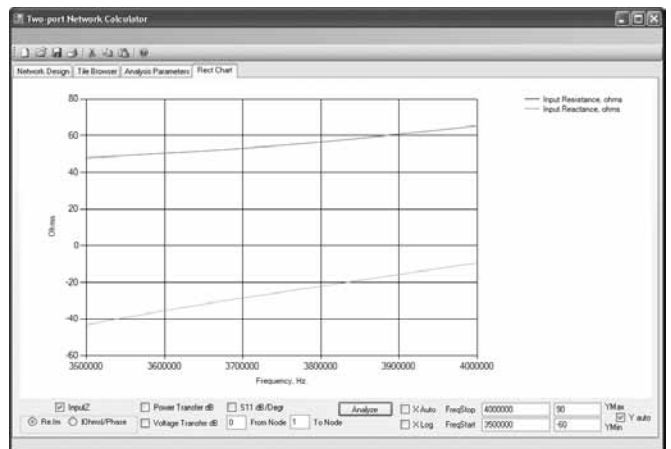 Two-port Network Calculator
Network Design Tile Browser Analysis Parameters Rect Chart
Input Resistance, ohms
Input Reactance, ohms
80
60
40
20
0
-20
-40
-60
Ohms
3500000 3600000 3700000 3800000 3900000 4000000
Frequency, Hz
InputZ Power Transfer dB S11 dB/Degr Analyze X Auto FreqStop 4000000 90 YMax
Re/Im |Ohms|/Phase Voltage Transfer dB 0 From Node 1 To Node X Log FreqStart 3500000 -60 YMin
Y auto